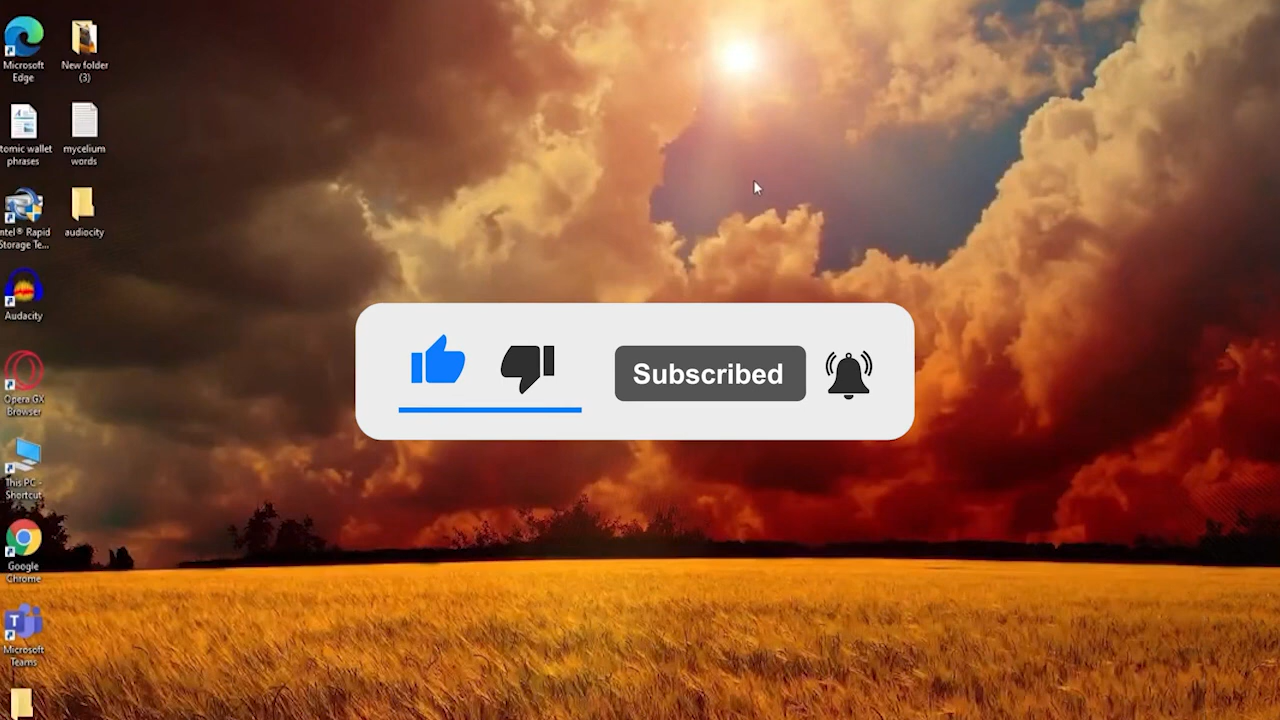 Microsoft
Edge
New folder
(3)
tomic wallet
phrases
mycelium
words
ntel® Rapid
Storage Te...
audiocity
Audacity
Opera GX
Browser
This PC -
Shortcut
Google
Chrome
Microsoft
Teams
Subscribed